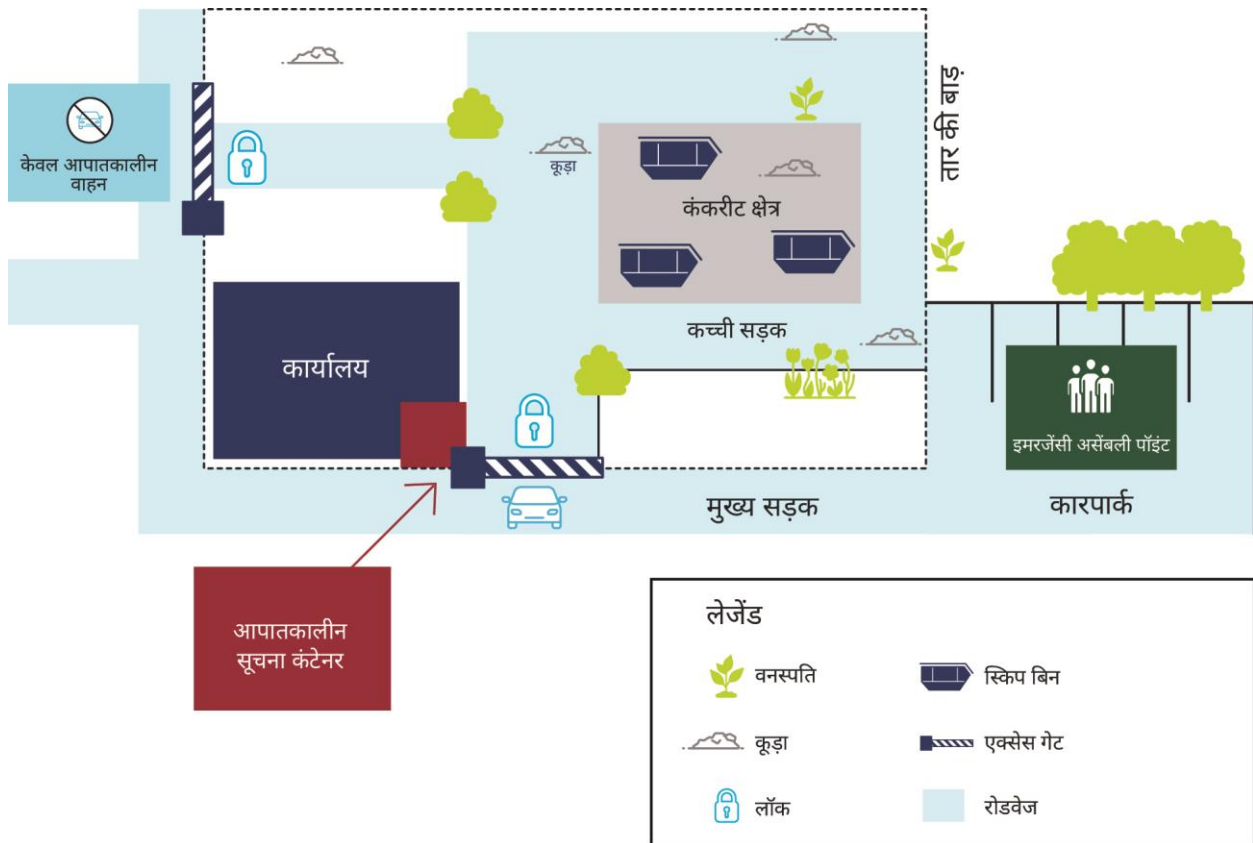 केवल आपातकालीन
वाहन
कूड़ा
तार की बाड़
कंकरीट क्षेत्र
कच्ची सड़क
कार्यालय
इमरजेंसी असेंबली पॉइंट
मुख्य सड़क
कारपार्क
आपातकालीन
सूचना कंटेनर
लेजेंड
वनस्पति
स्किप बिन
कूड़ा
एक्सेस गेट
लॉक
रोडवेज